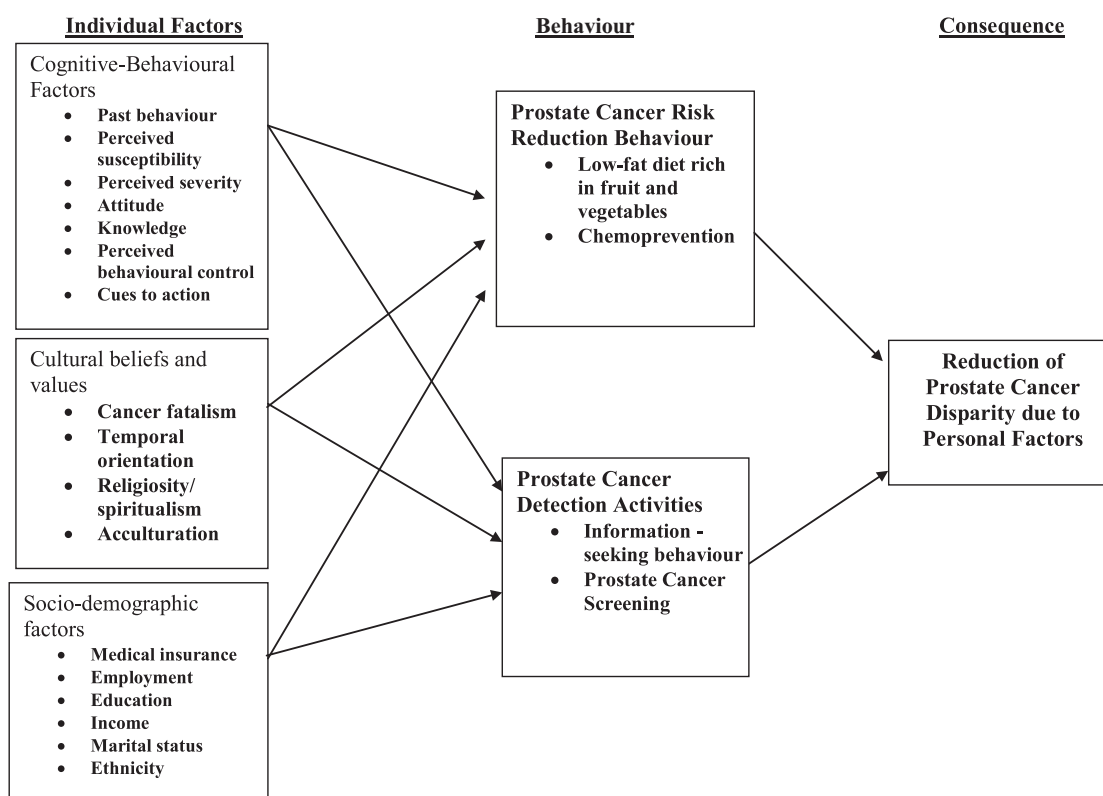 Individual Factors
Cognitive-Behavioural
Factors
• Past behaviour
• Perceived
susceptibility
• Perceived severity
• Attitude
• Knowledge
• Perceived
behavioural control
• Cues to action
Cultural beliefs and
values
• Cancer fatalism
• Temporal
orientation
• Religiosity/
spiritualism
• Acculturation
Socio-demographic
factors
• Medical insurance
• Employment
• Education
• Income
• Marital status
• Ethnicity
Behaviour
Prostate Cancer Risk
Reduction Behaviour
• Low-fat diet rich
in fruit and
vegetables
• Chemoprevention
Prostate Cancer
Detection Activities
• Information -
seeking behaviour
• Prostate Cancer
Screening
Consequence
Reduction of
Prostate Cancer
Disparity due to
Personal Factors